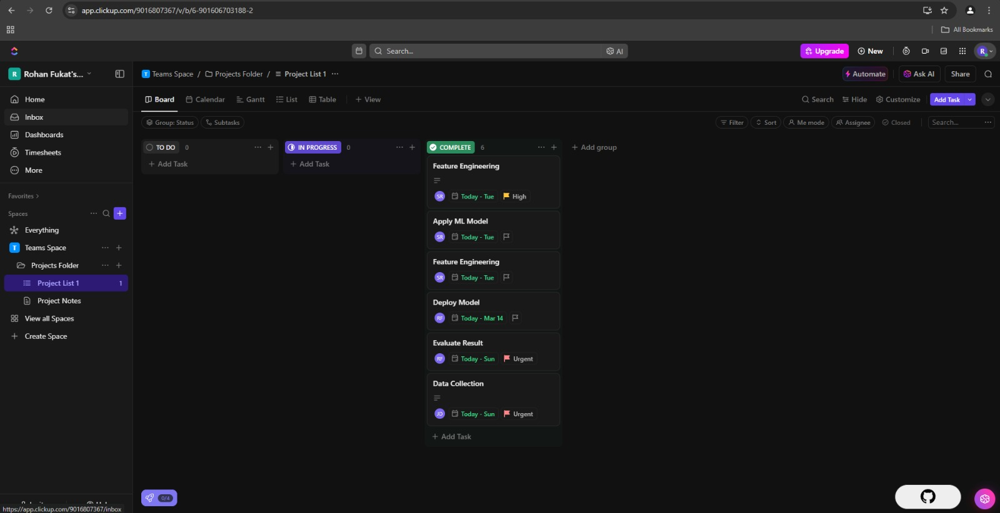 app.clickup.com/9016807367/v/b/6-901606703188-2
All Bookmarks
Search...
AI
Upgrade
New
R
R Rohan Fukat's...
T Teams Space / Projects Folder / Project List 1 ...
Automate
Ask AI
Share
Home
Inbox
Dashboards
Timesheets
More
Board
Calendar
Gantt
List
Table
+ View
Search
Hide
Customize
Add Task
Group: Status
Subtasks
Filter
Sort
Me mode
Assignee
Closed
Search...
Favorites >
Spaces
Everything
T Teams Space
Projects Folder
Project List 1 1
Project Notes
View all Spaces
+ Create Space
TO DO 0
+ Add Task
IN PROGRESS 0
+ Add Task
COMPLETE 6
Feature Engineering
SR Today - Tue High
Apply ML Model
SR Today - Tue
Feature Engineering
SR Today - Tue
Deploy Model
RF Today - Mar 14
Evaluate Result
RF Today - Sun Urgent
Data Collection
JD Today - Sun Urgent
+ Add Task
+ Add group
0/4
https://app.clickup.com/9016807367/inbox